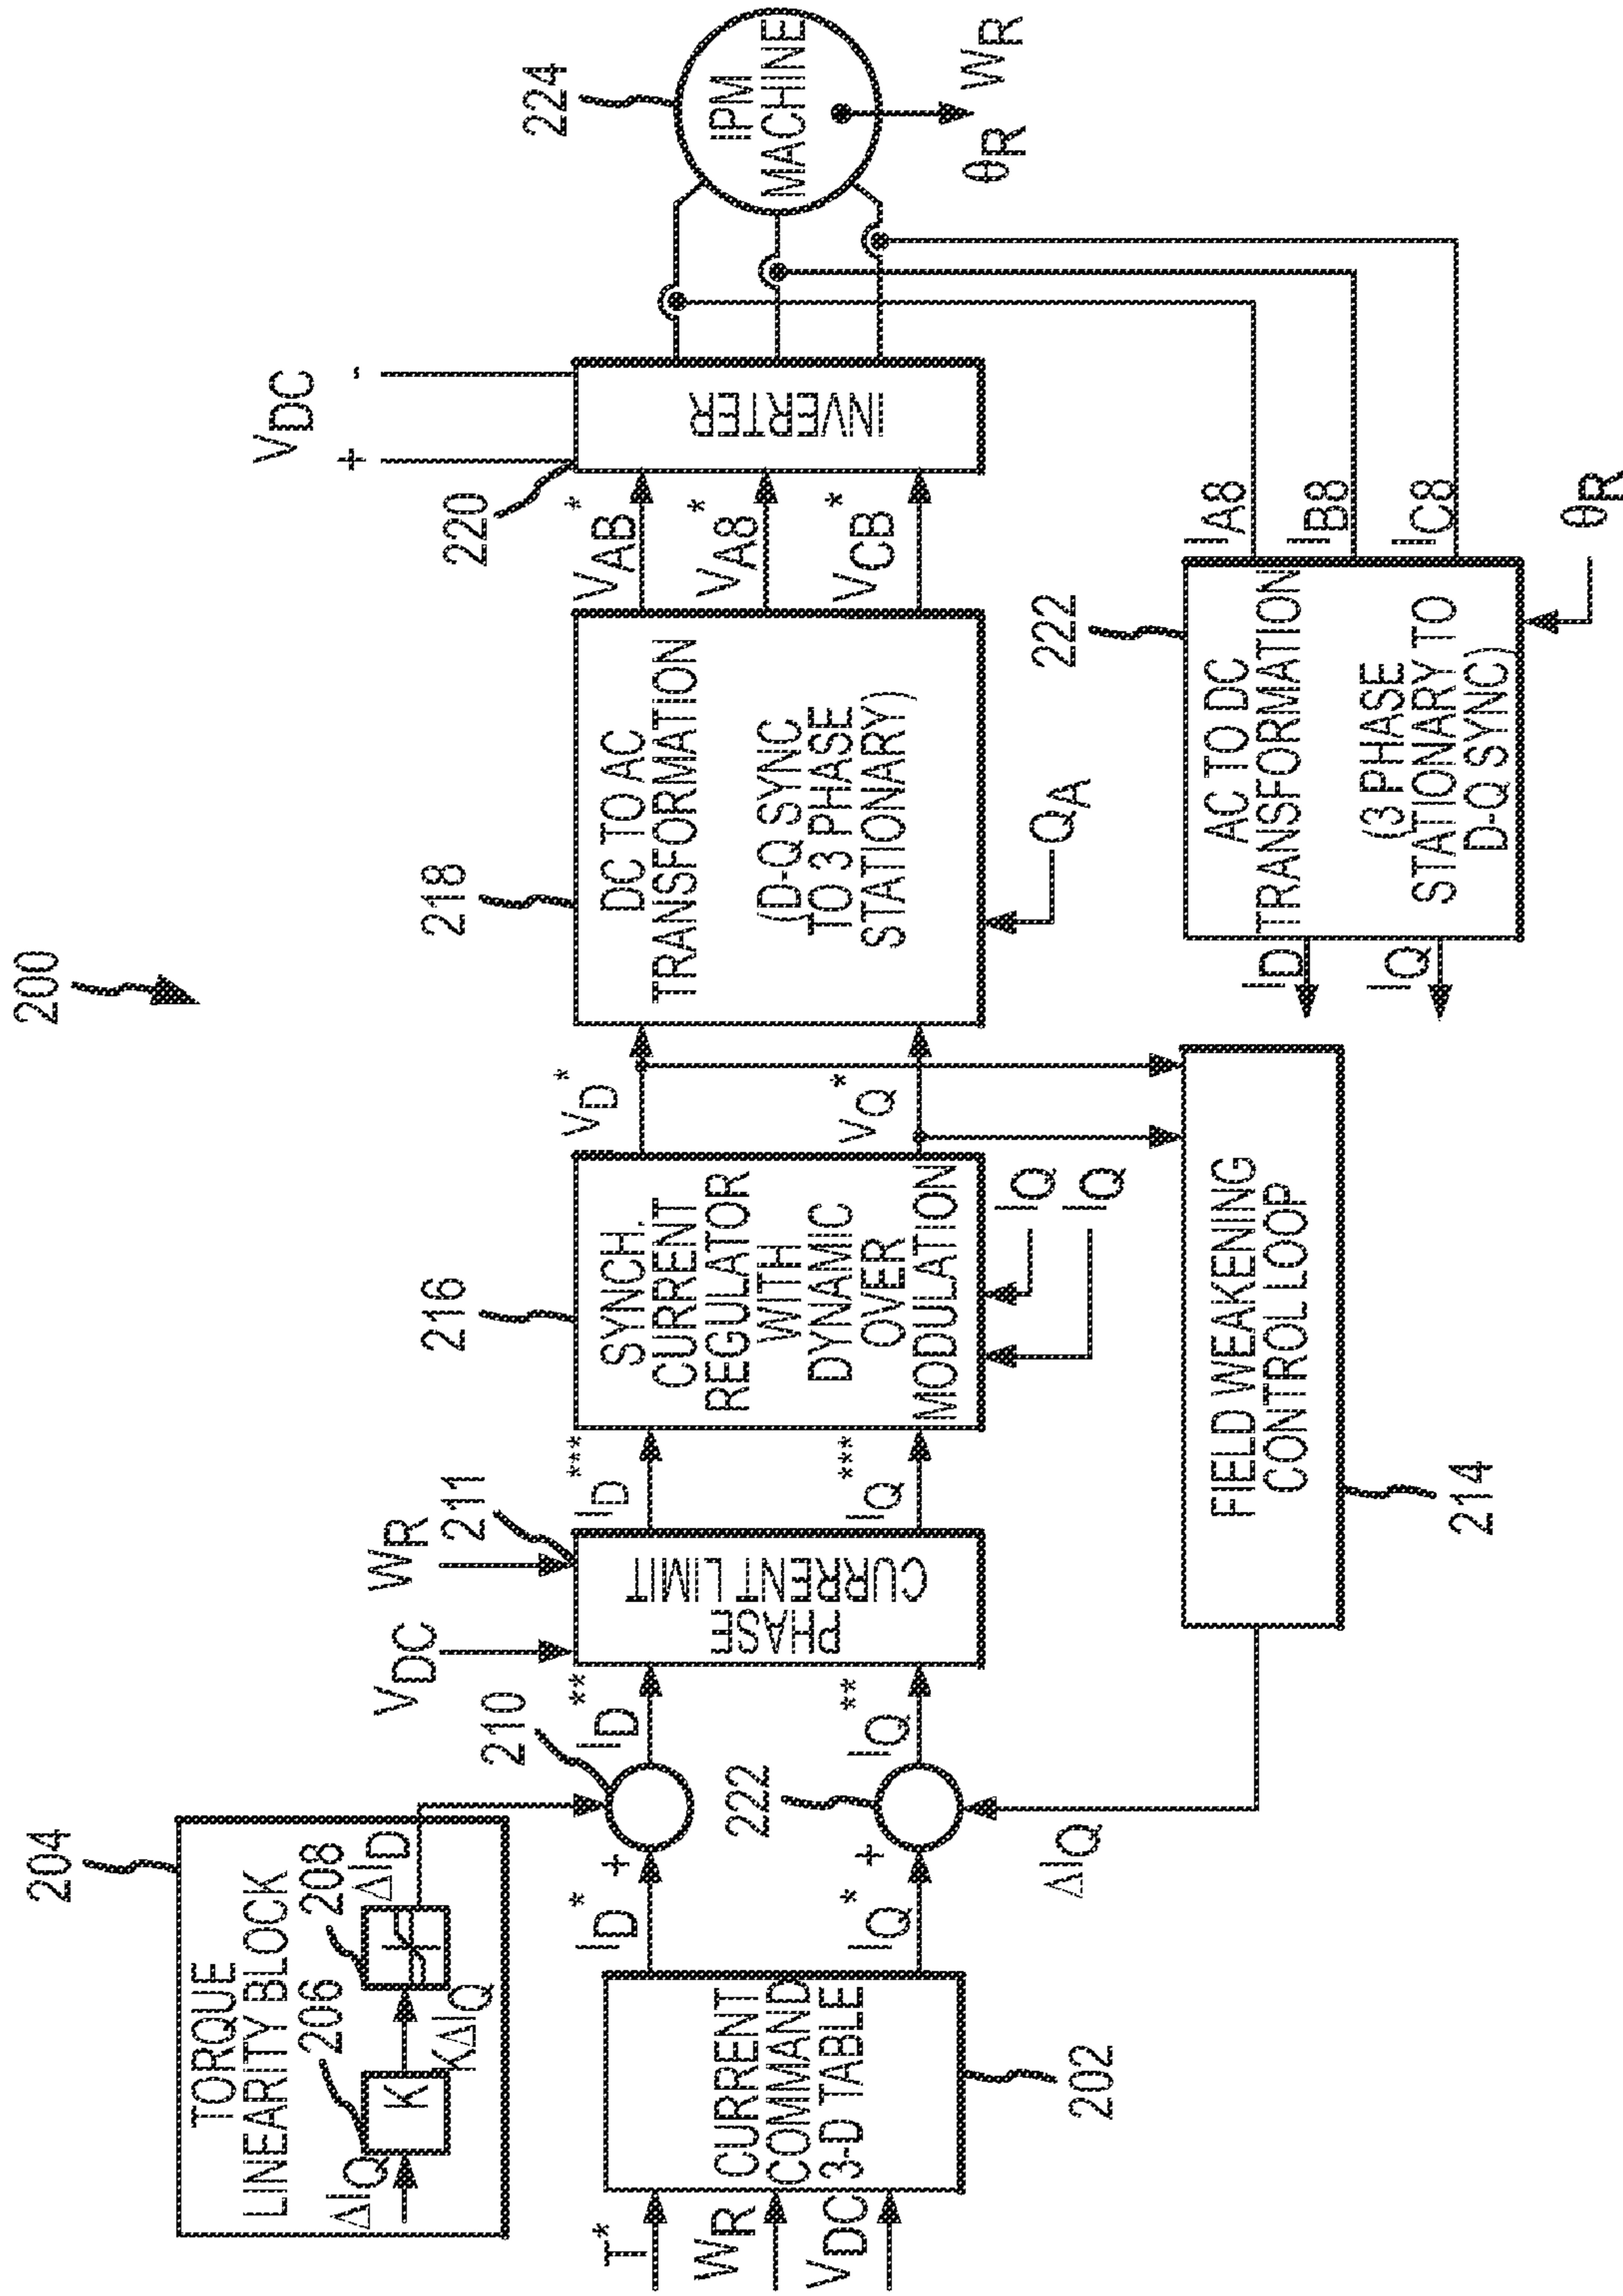 200
204
TORQUE
LINEARITY BLOCK
206
208
ΔIQ
K
KΔIQ
ΔID
T*
WR
VDC
CURRENT
COMMAND
3-D TABLE
202
ID*
+
IQ*
+
210
222
ΔIQ
ID**
IQ**
VDC
WR
211
PHASE
CURRENT LIMIT
ID***
IQ***
216
SYNCH.
CURRENT
REGULATOR
WITH
DYNAMIC
OVER
MODULATION
IQ
IQ
VD*
VQ*
FIELD WEAKENING
CONTROL LOOP
214
218
DC TO AC
TRANSFORMATION
(D-Q SYNC
TO 3 PHASE
STATIONARY)
QA
VAB*
VA8*
VCB*
220
VDC
+ -
INVERTER
224
IPM
MACHINE
θR
WR
222
AC TO DC
TRANSFORMATION
(3 PHASE
STATIONARY TO
D-Q SYNC)
IA8
IB8
IC8
θR
ID
IQ